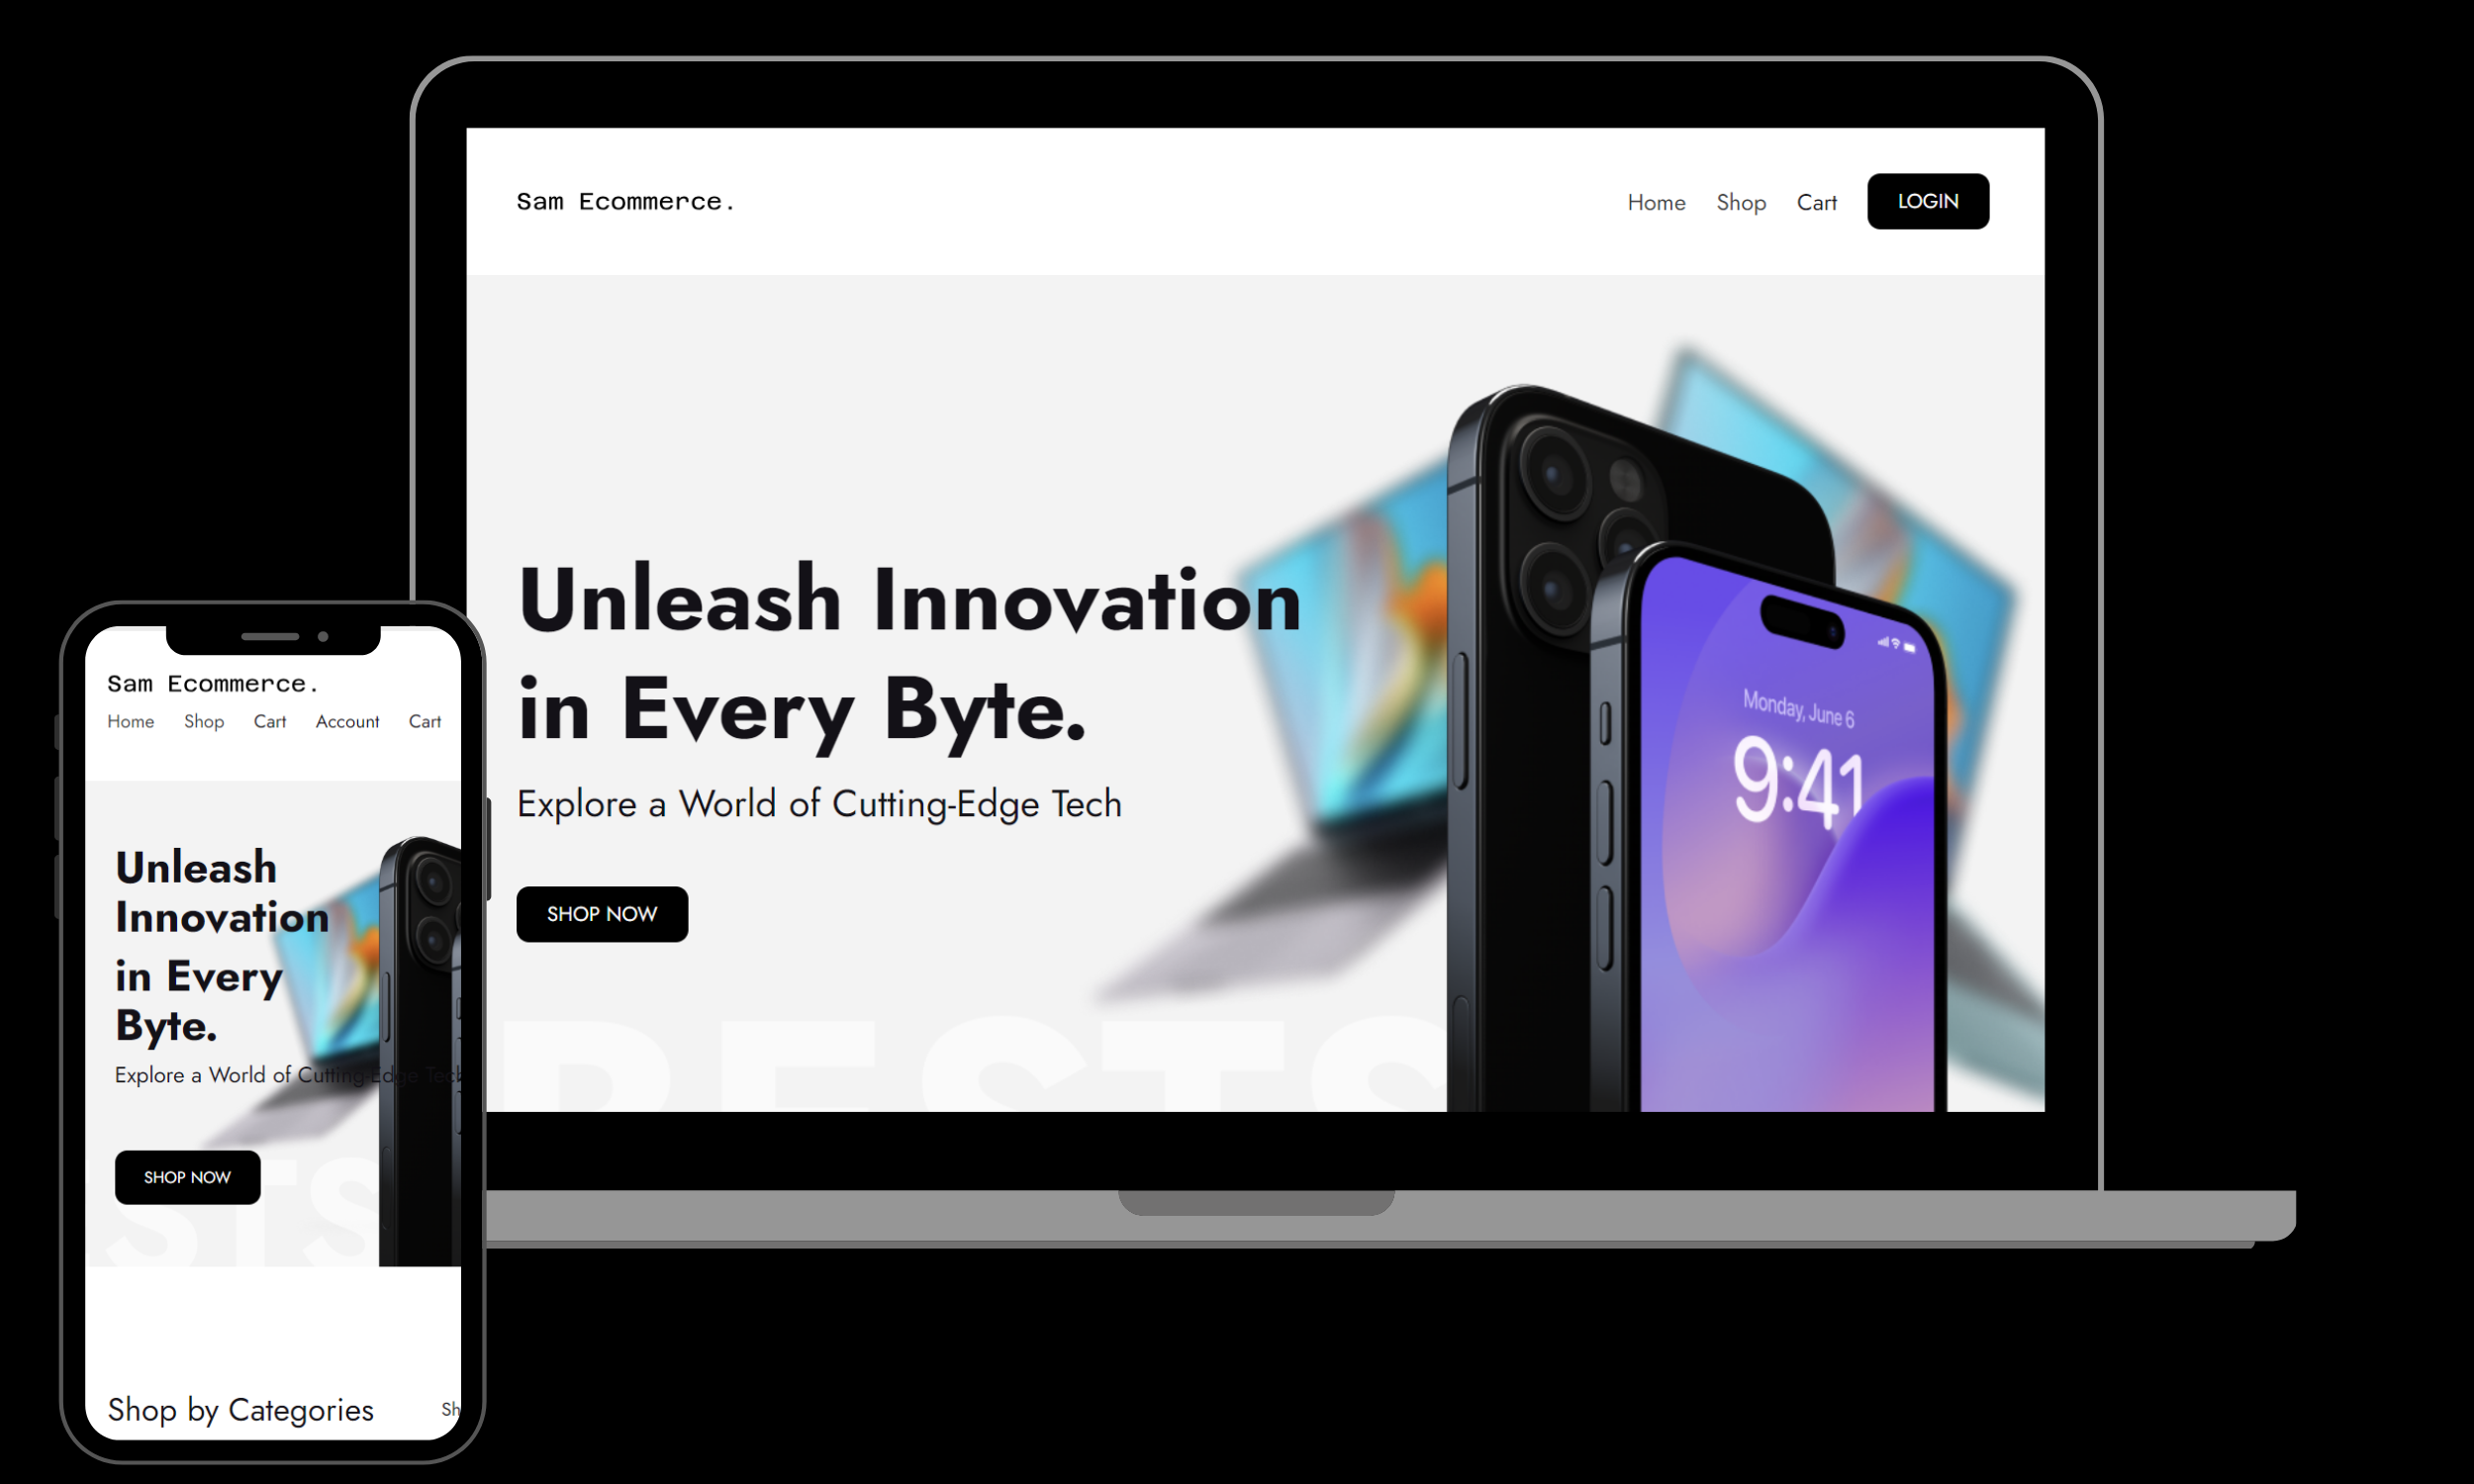 Sam Ecommerce.
Home Shop Cart LOGIN
Unleash Innovation
in Every Byte.
Explore a World of Cutting-Edge Tech
SHOP NOW
BESTS
Monday, June 6
9:41
Sam Ecommerce.
Home Shop Cart Account Cart
Unleash
Innovation
in Every
Byte.
Explore a World of Cutting-Edge Tech
SHOP NOW
STS
Shop by Categories
Sh